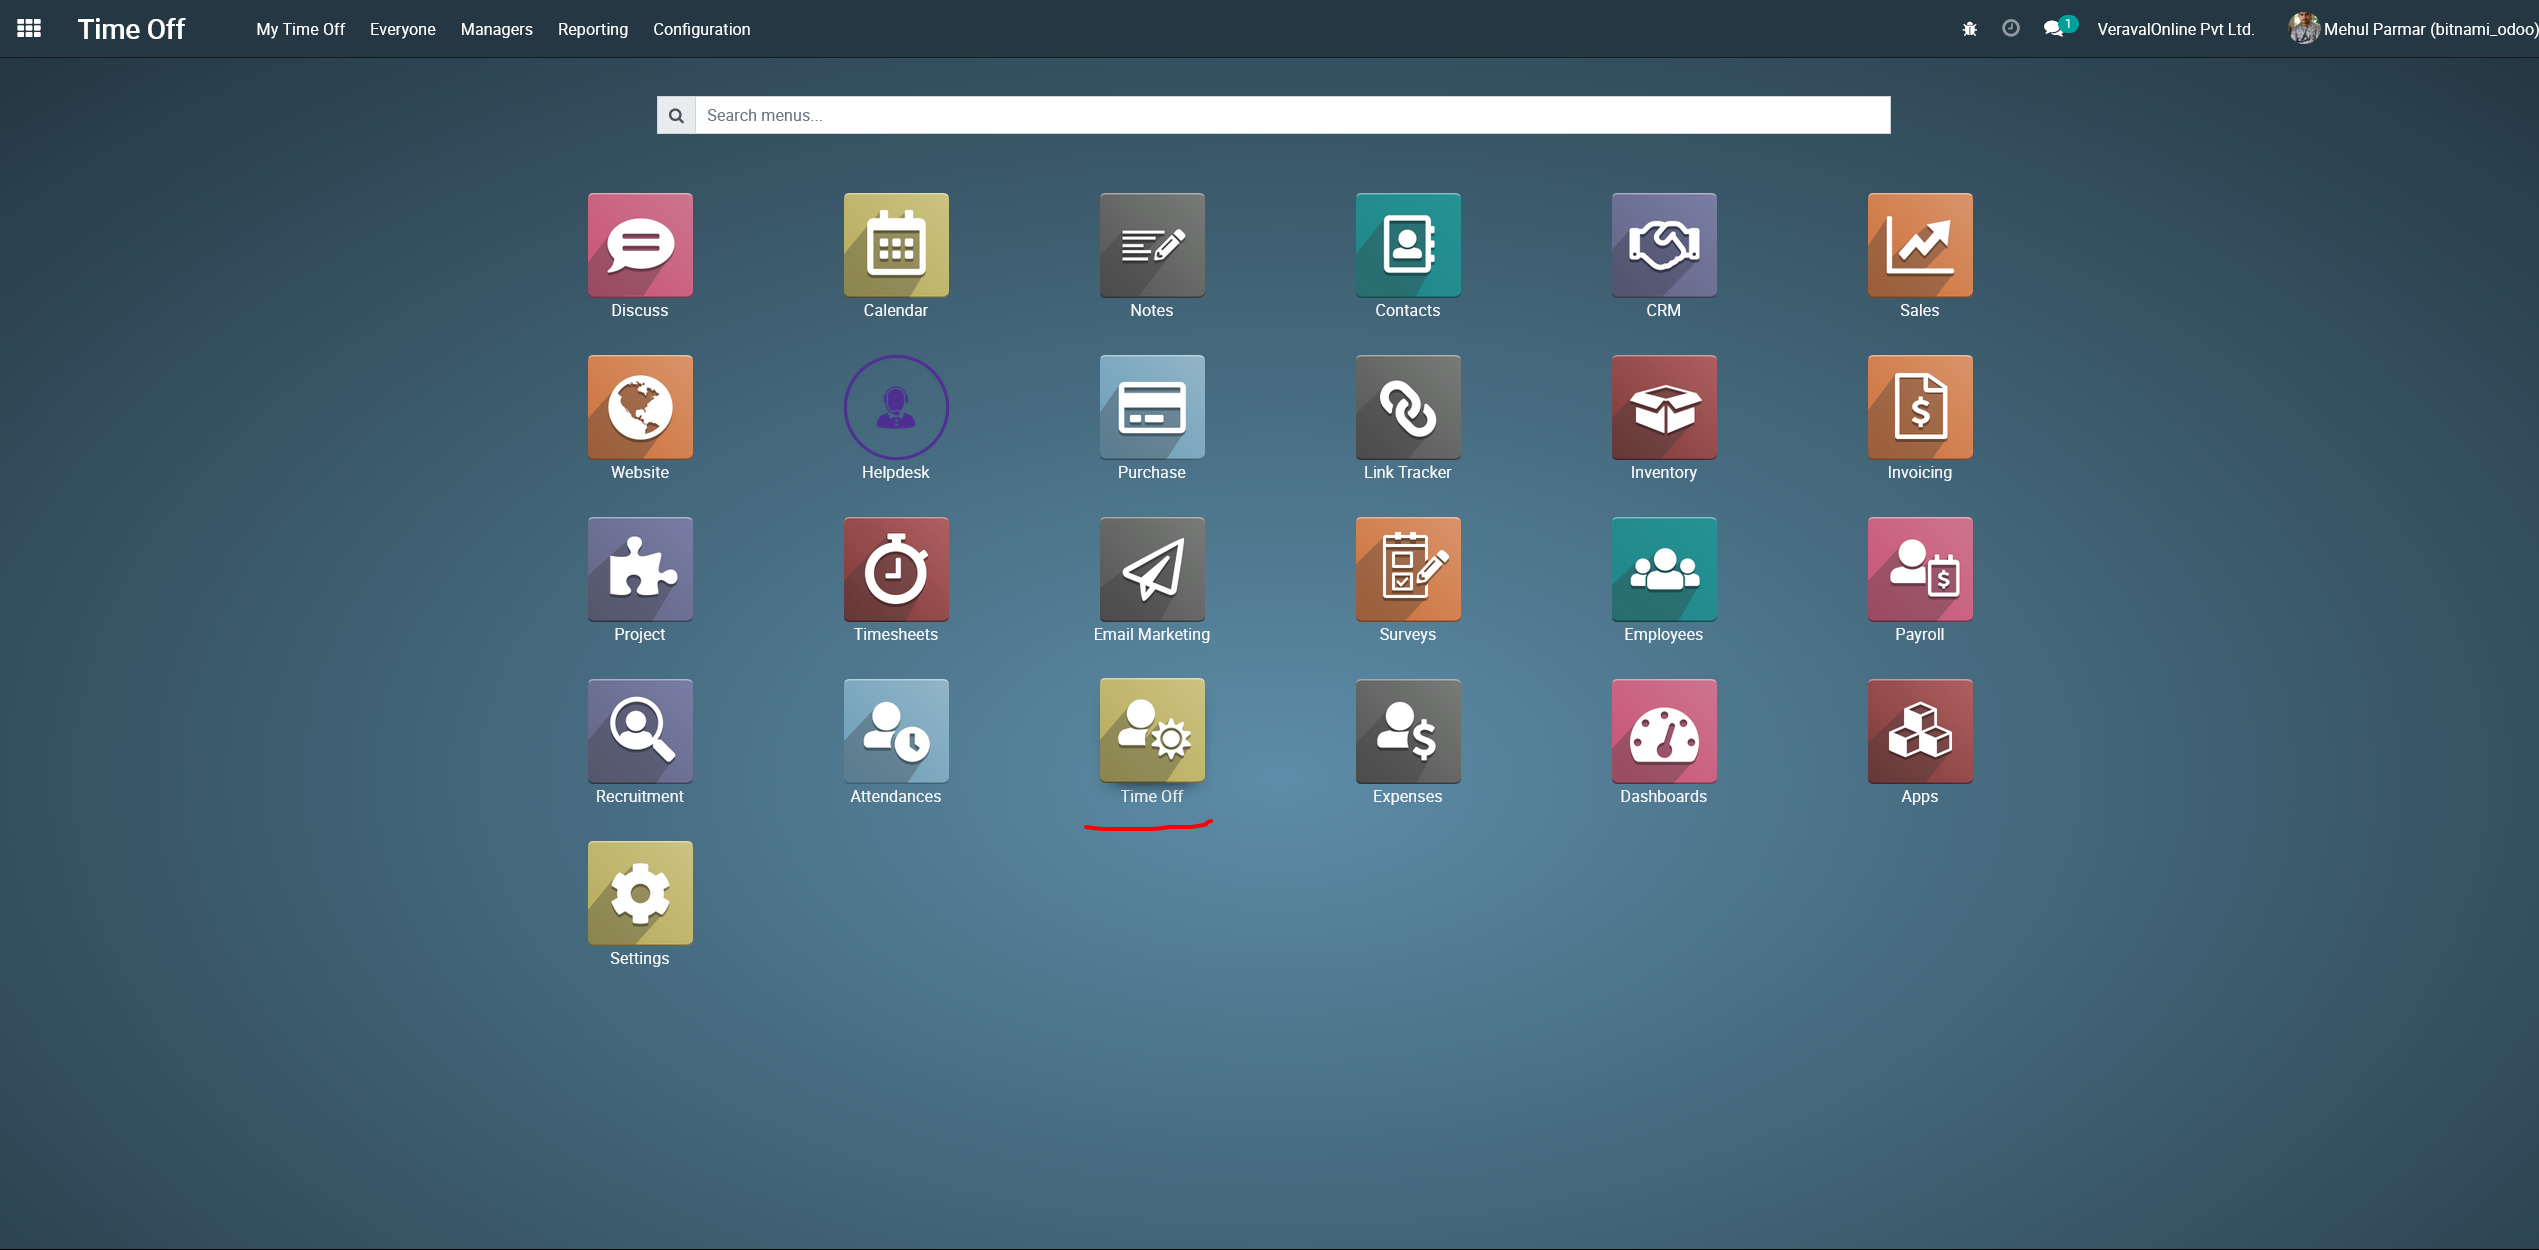 Time Off My Time Off Everyone Managers Reporting Configuration 1 VeravalOnline Pvt Ltd. Mehul Parmar (bitnami_odoo)
Search menus...
Discuss Calendar Notes Contacts CRM Sales
Website Helpdesk Purchase Link Tracker Inventory Invoicing
Project Timesheets Email Marketing Surveys Employees Payroll
Recruitment Attendances Time Off Expenses Dashboards Apps
Settings